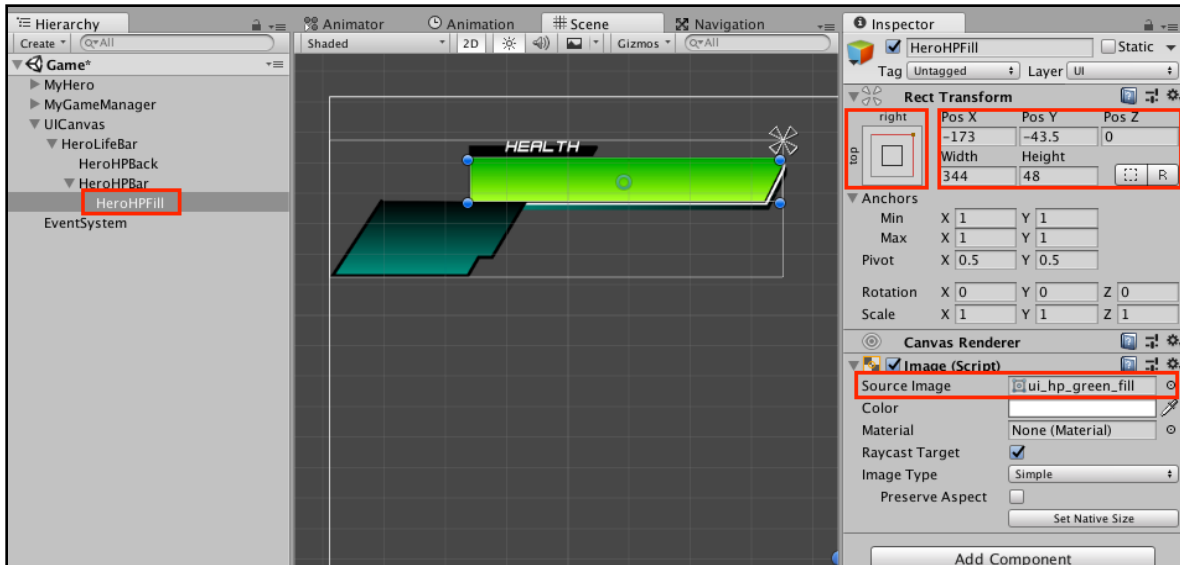 Hierarchy
Create All
Game*
MyHero
MyGameManager
UICanvas
HeroLifeBar
HeroHPBack
HeroHPBar
HeroHPFill
EventSystem
Animator Animation Scene Navigation
Shaded 2D Gizmos All
HEALTH
Inspector
HeroHPFill Static
Tag Untagged Layer UI
Rect Transform
right Pos X Pos Y Pos Z
top -173 -43.5 0
Width Height
344 48 R
Anchors
Min X 1 Y 1
Max X 1 Y 1
Pivot X 0.5 Y 0.5
Rotation X 0 Y 0 Z 0
Scale X 1 Y 1 Z 1
Canvas Renderer
Image (Script)
Source Image ui_hp_green_fill
Color
Material None (Material)
Raycast Target
Image Type Simple
Preserve Aspect
Set Native Size
Add Component